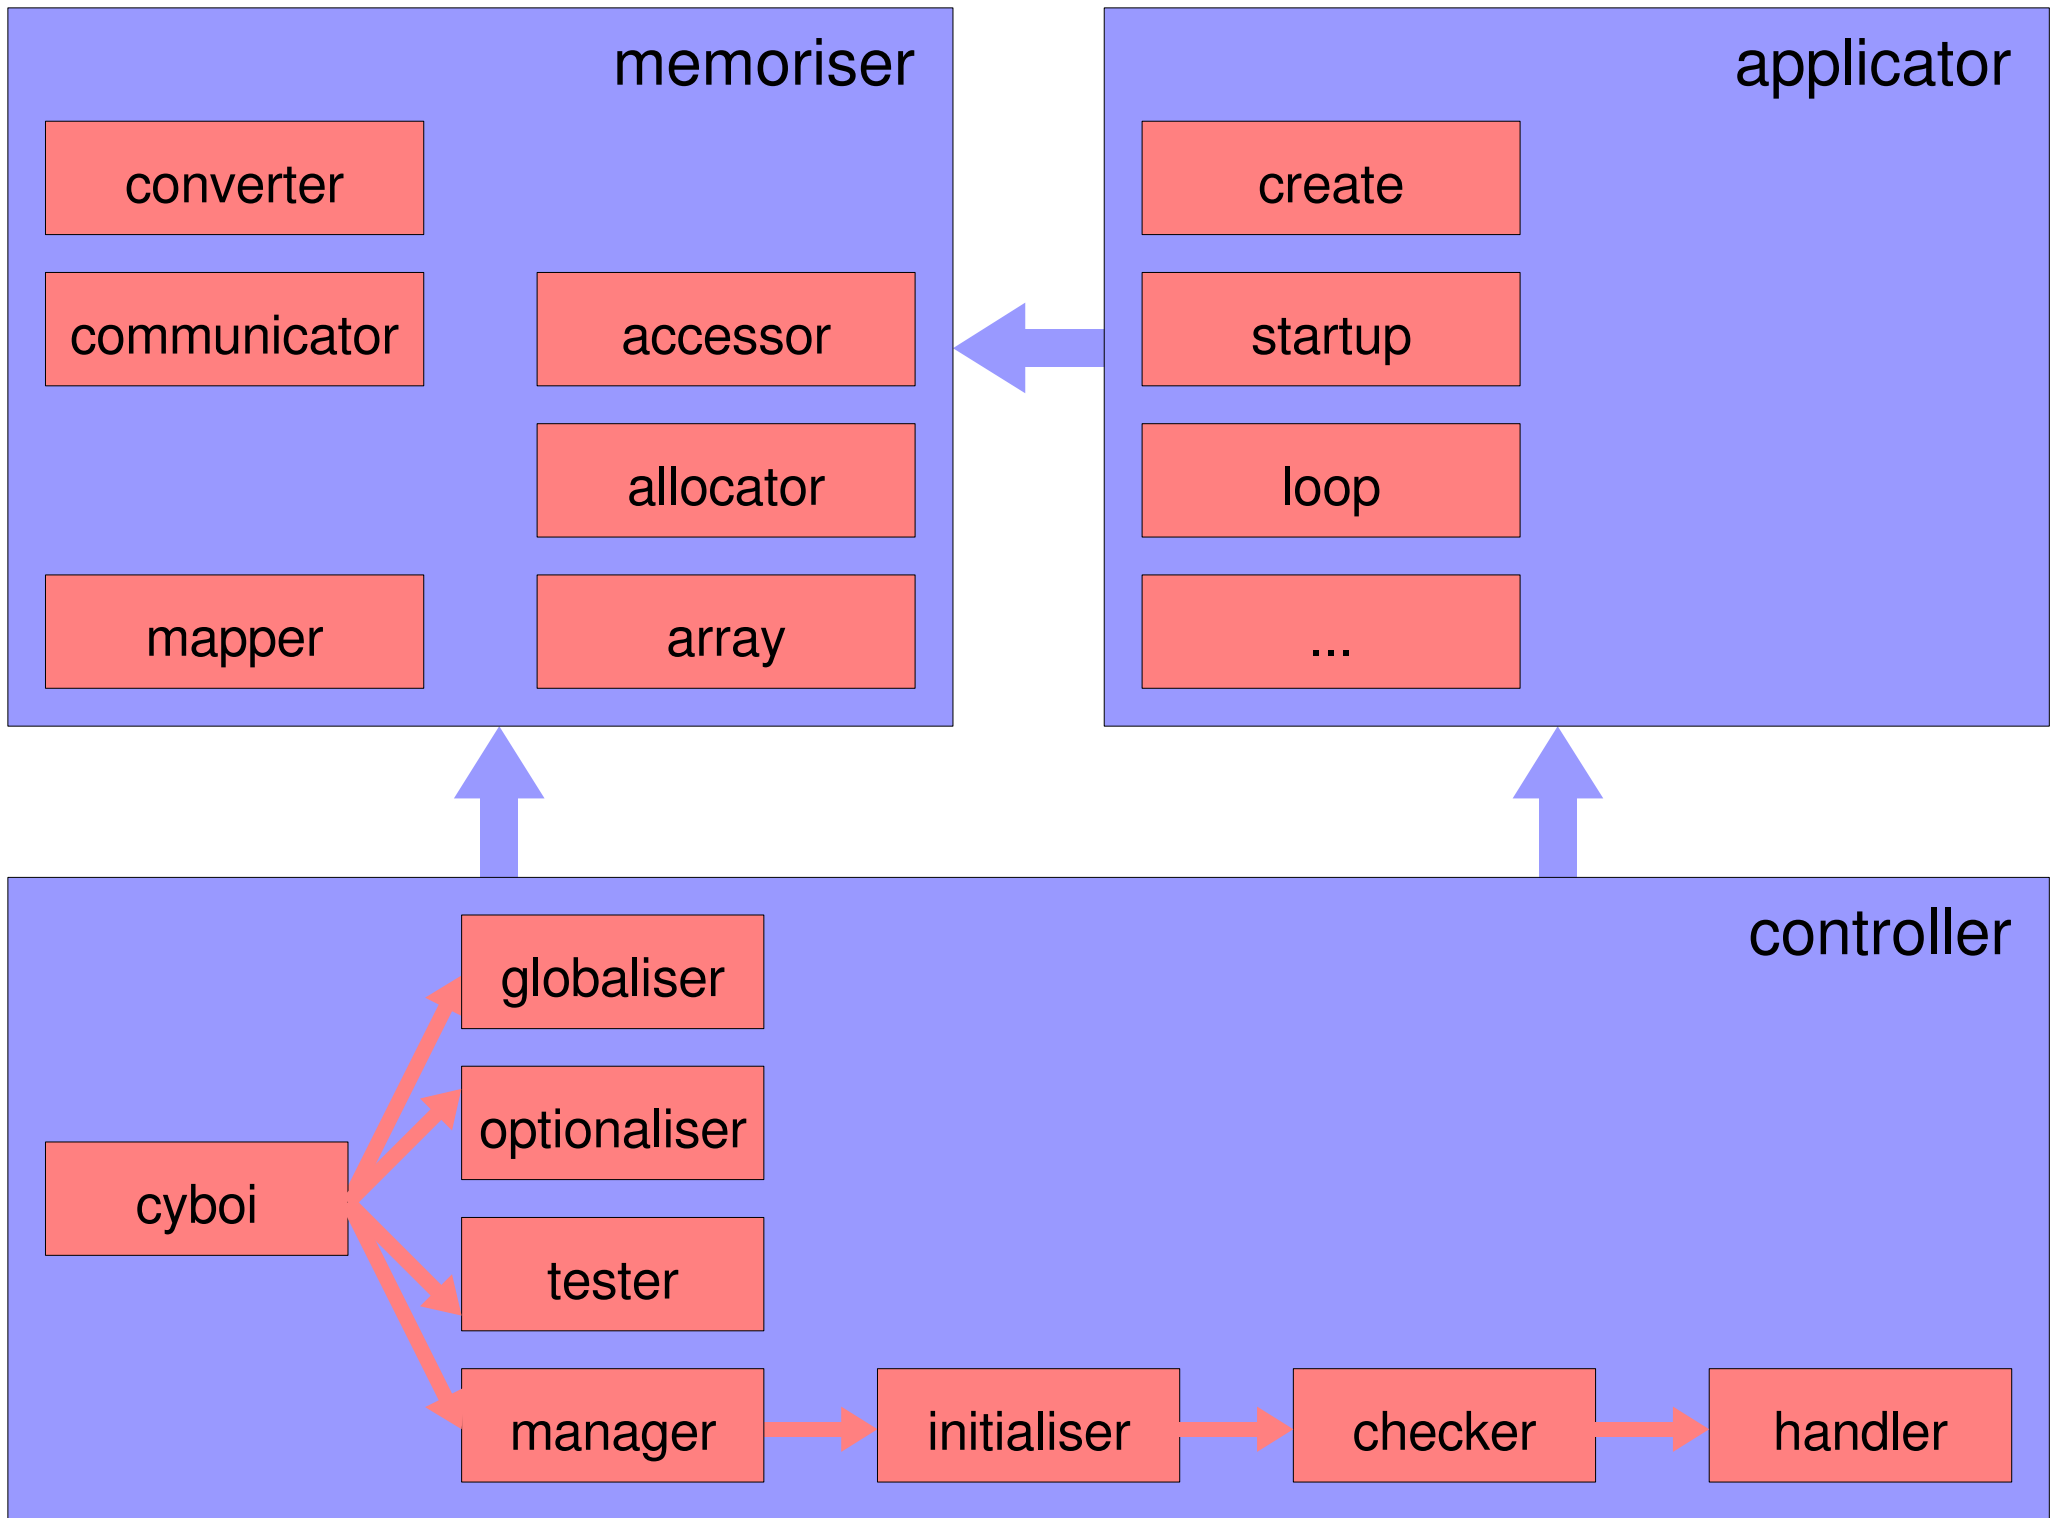 memoriser
converter
communicator
accessor
allocator
mapper
array
applicator
create
startup
loop
...
controller
globaliser
optionaliser
cyboi
tester
manager
initialiser
checker
handler